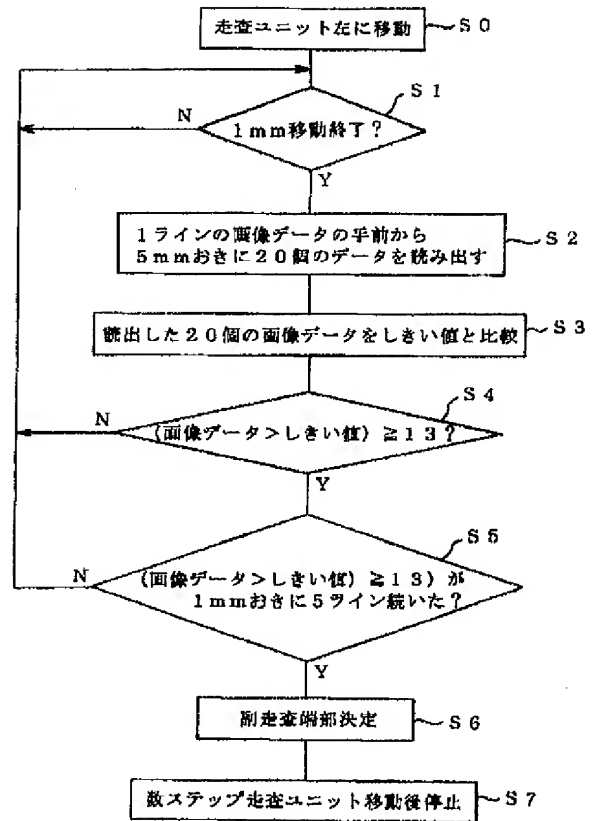 走査ユニット左に移動
S0
S1
N
1mm移動終了?
Y
1ラインの画像データの手前から
5mmおきに20個のデータを読み出す
S2
読出した20個の画像データをしきい値と比較
S3
S4
N
(画像データ>しきい値)≧13?
Y
S5
N
(画像データ>しきい値)≧13)が
1mmおきに5ライン続いた?
Y
副走査端部決定
S6
数ステップ走査ユニット移動後停止
S7